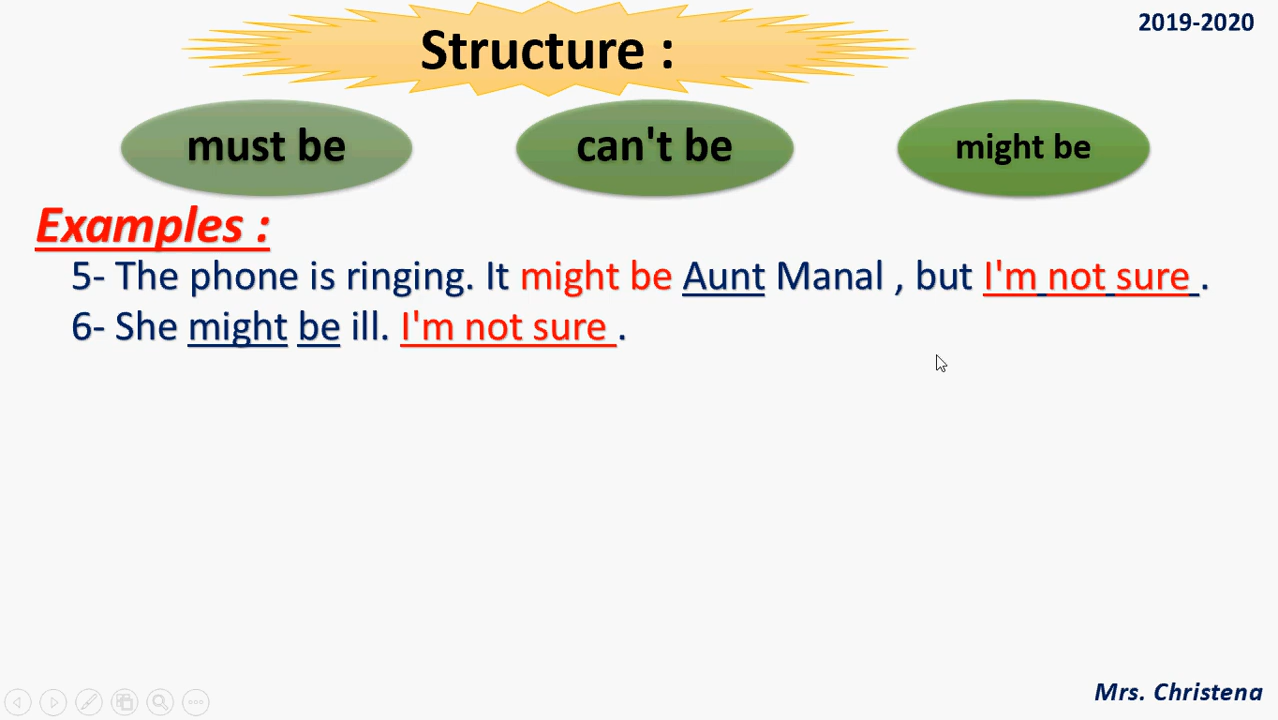 2019-2020
Structure :
must be
can't be
might be
Examples :
5- The phone is ringing. It might be Aunt Manal , but I'm not sure .
6- She might be ill. I'm not sure .
Mrs. Christena